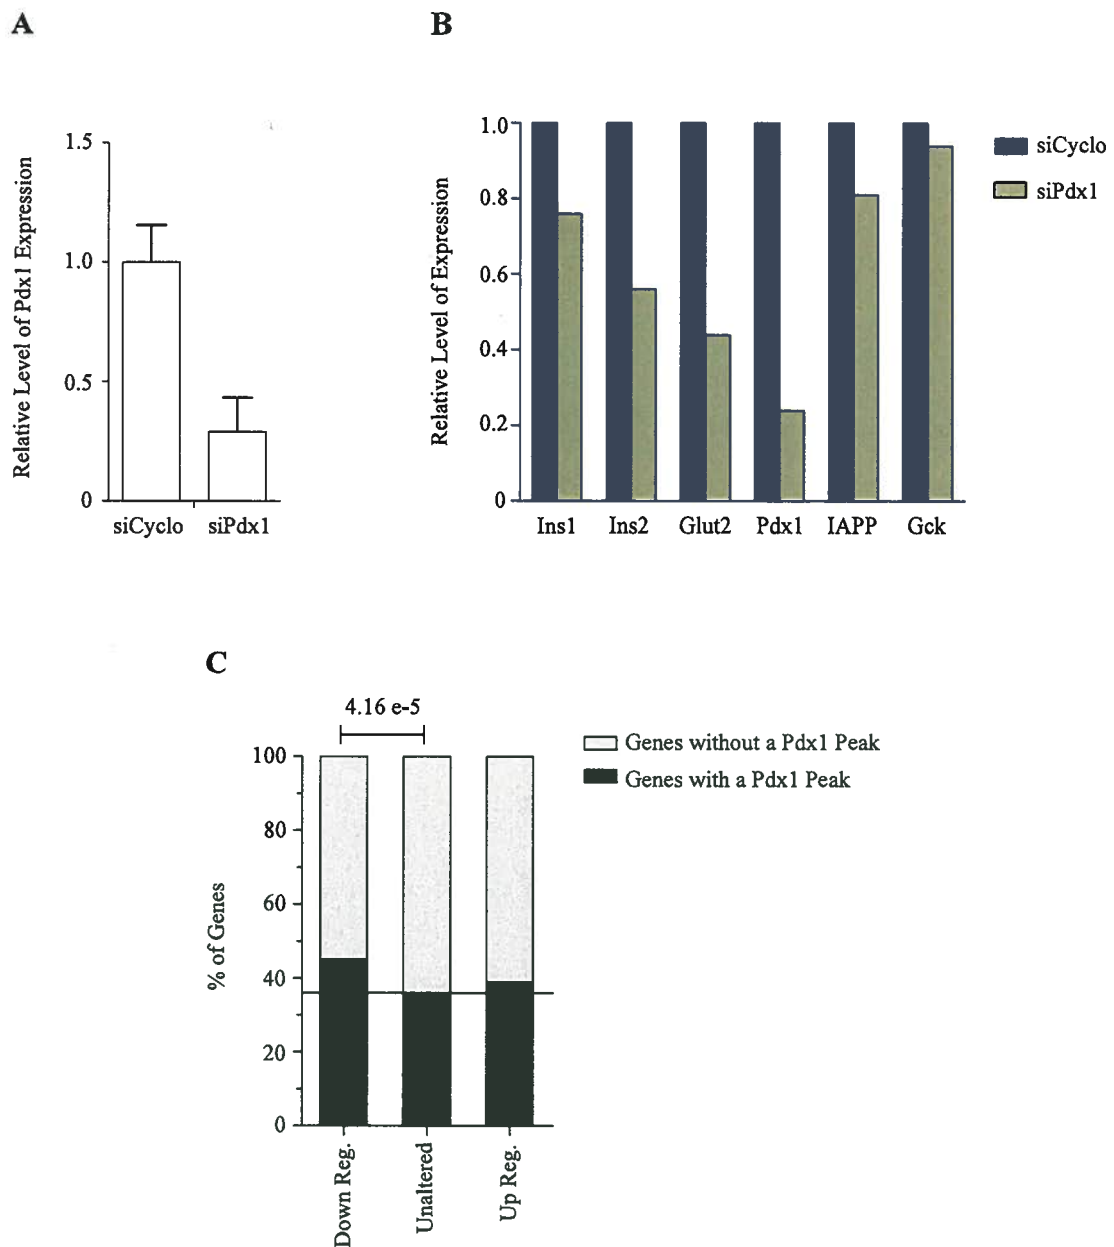 A
B
Relative Level of Pdx1 Expression
1.5
1.0
0.5
0
siCyclo siPdx1
Relative Level of Expression
1.0
0.8
0.6
0.4
0.2
0
Ins1 Ins2 Glut2 Pdx1 IAPP Gck
siCyclo
siPdx1
C
4.16 e-5
% of Genes
100
80
60
40
20
0
Down Reg.
Unaltered
Up Reg.
Genes without a Pdx1 Peak
Genes with a Pdx1 Peak